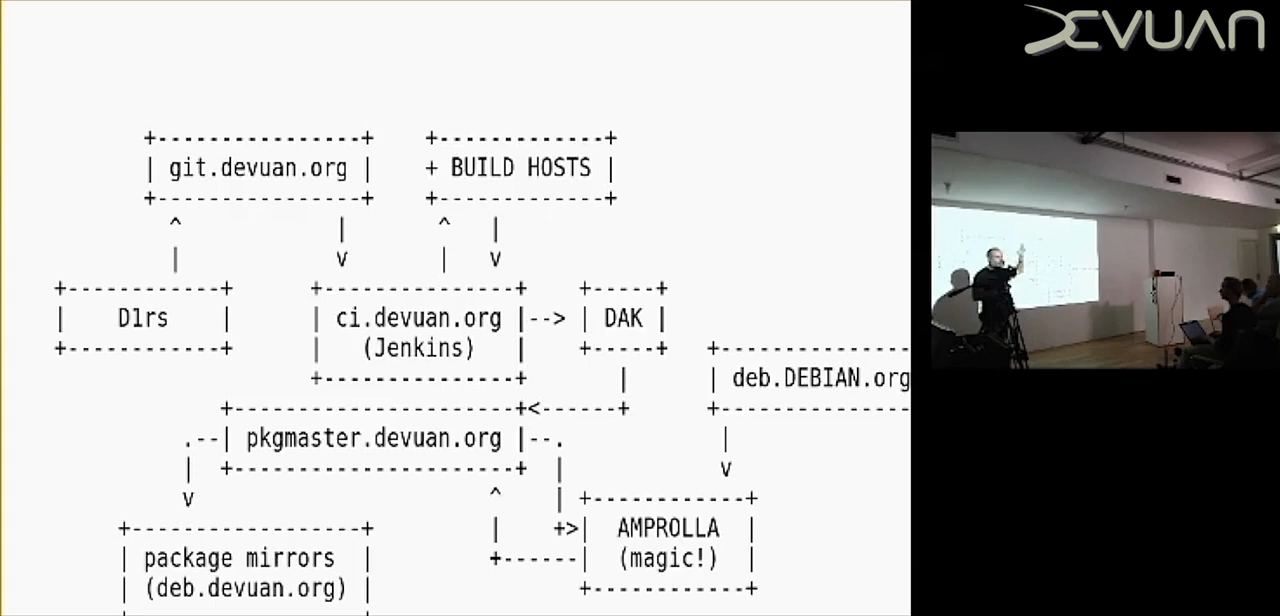 DEVUAN
git.devuan.org
BUILD HOSTS
D1rs
ci.devuan.org
(Jenkins)
DAK
deb.DEBIAN.org
pkgmaster.devuan.org
AMPROLLA
(magic!)
package mirrors
(deb.devuan.org)